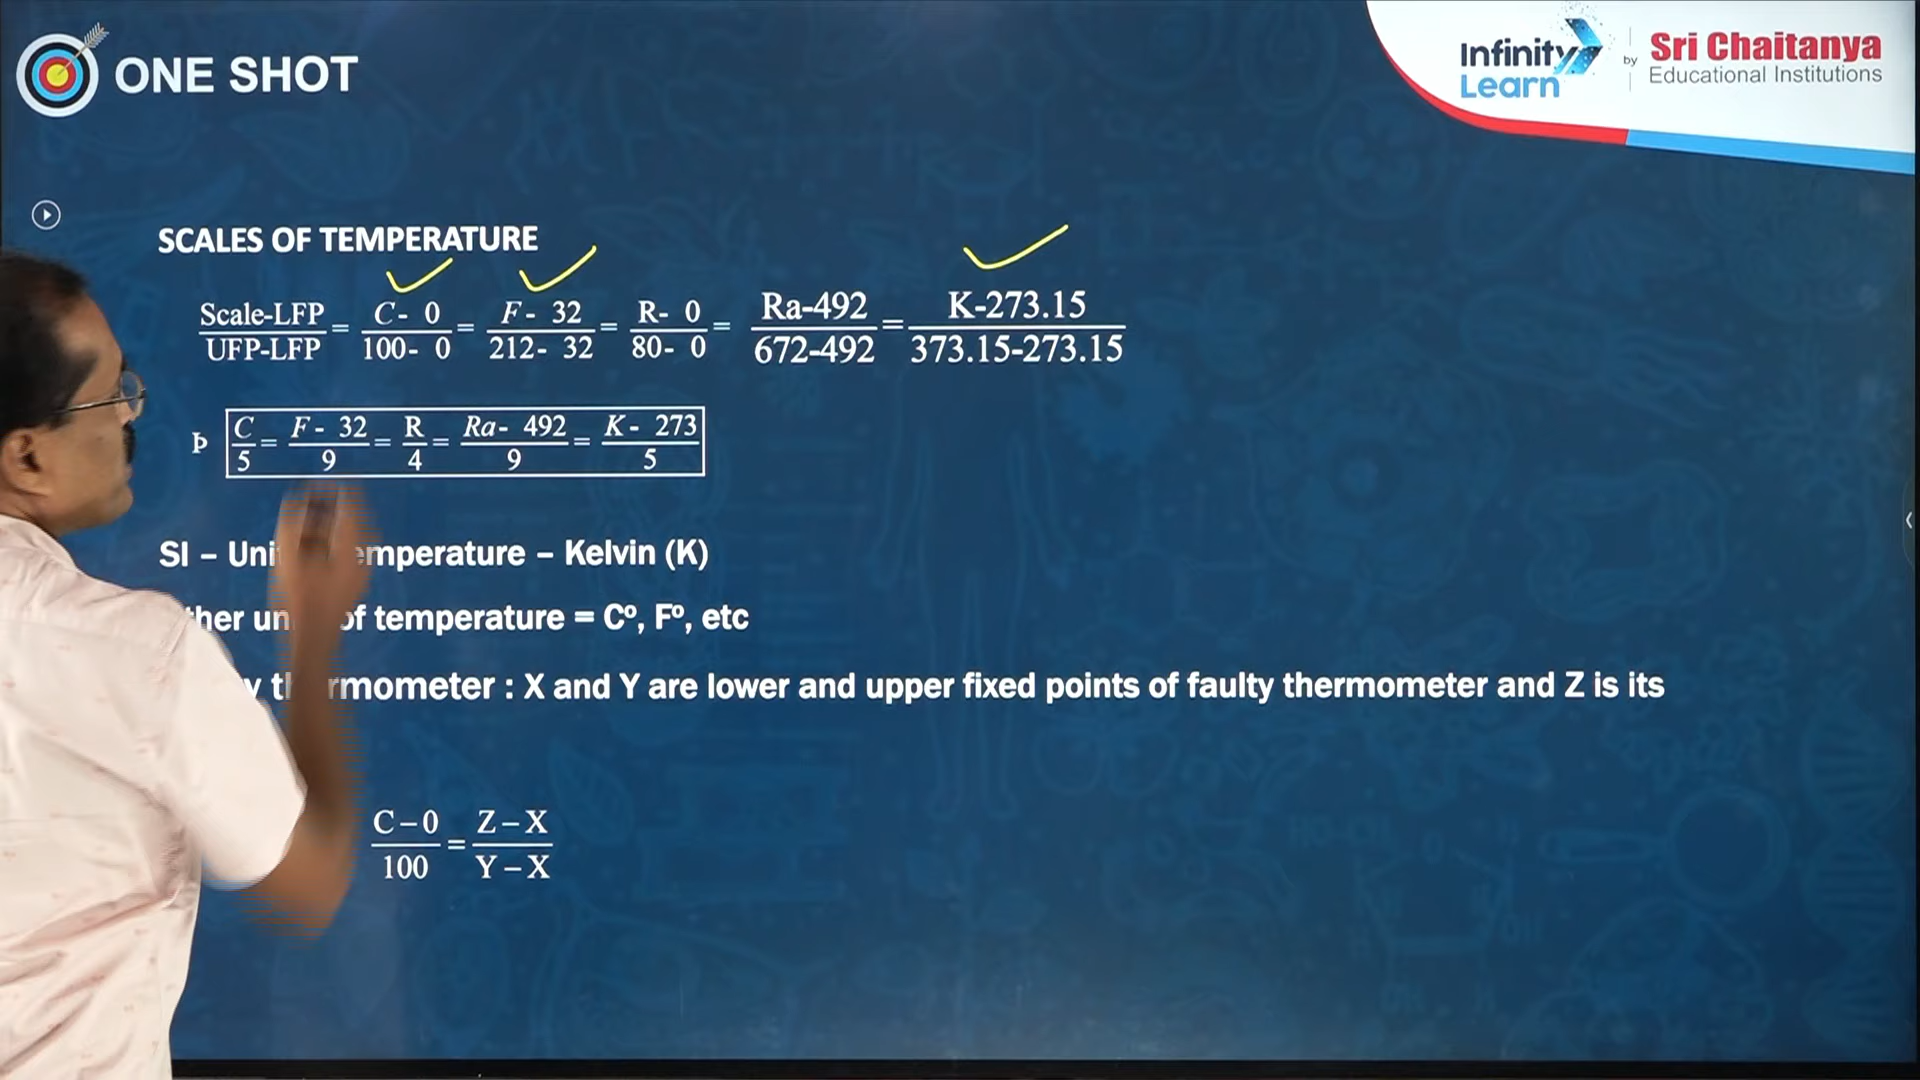 ONE SHOT
Infinity Learn by Sri Chaitanya Educational Institutions
SCALES OF TEMPERATURE
Scale-LFP / UFP-LFP = C- 0 / 100- 0 = F- 32 / 212- 32 = R- 0 / 80- 0 = Ra-492 / 672-492 = K-273.15 / 373.15-273.15
Þ C / 5 = F- 32 / 9 = R / 4 = Ra- 492 / 9 = K- 273 / 5
SI – Uni emperature – Kelvin (K)
ther un of temperature = Cº, Fº, etc
y t rmometer : X and Y are lower and upper fixed points of faulty thermometer and Z is its
C – 0 / 100 = Z – X / Y – X